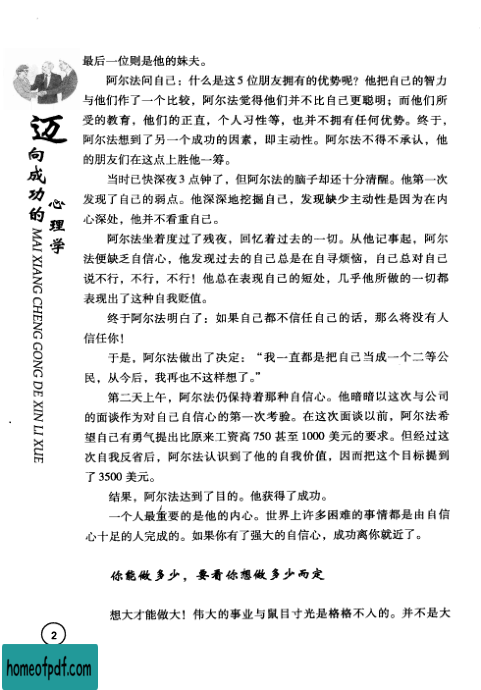 最后一位则是他的妹夫。
阿尔法问自己：什么是这5位朋友拥有的优势呢？他把自己的智力
与他们作了一个比较，阿尔法觉得他们并不比自己更聪明；而他们所
受的教育，他们的正直，个人习性等，也并不拥有任何优势。终于，
阿尔法想到了另一个成功的因素，即主动性。阿尔法不得不承认，他
的朋友们在这点上胜他一筹。
当时已快深夜3点钟了，但阿尔法的脑子却还十分清醒。他第一次
发现了自己的弱点。他深深地挖掘自己，发现缺少主动性是因为在内
心深处，他并不看重自己。
阿尔法坐着度过了残夜，回忆着过去的一切。从他记事起，阿尔
法便缺乏自信心，他发现过去的自己总是在自寻烦恼，自己总对自己
说不行，不行，不行！他总在表现自己的短处，几乎他所做的一切都
表现出了这种自我贬值。
终于阿尔法明白了：如果自己都不信任自己的话，那么将没有人
信任你！
于是，阿尔法做出了决定：“我一直都是把自己当成一个二等公
民，从今后，我再也不这样想了。”
第二天上午，阿尔法仍保持着那种自信心。他暗暗以这次与公司
的面谈作为对自己自信心的第一次考验。在这次面谈以前，阿尔法希
望自己有勇气提出比原来工资高750甚至1000美元的要求。但经过这
次自我反省后，阿尔法认识到了他的自我价值，因而把这个目标提到
了3500美元。
结果，阿尔法达到了目的。他获得了成功。
一个人最重要的是他的内心。世界上许多困难的事情都是由自信
心十足的人完成的。如果你有了强大的自信心，成功离你就近了。
你能做多少，要看你想做多少而定
想大才能做大！伟大的事业与鼠目寸光是格格不入的。并不是大
迈向成功的
心理学
MAI XIANG CHENG GONG DE XIN LI XUE
2
homeofpdf.com